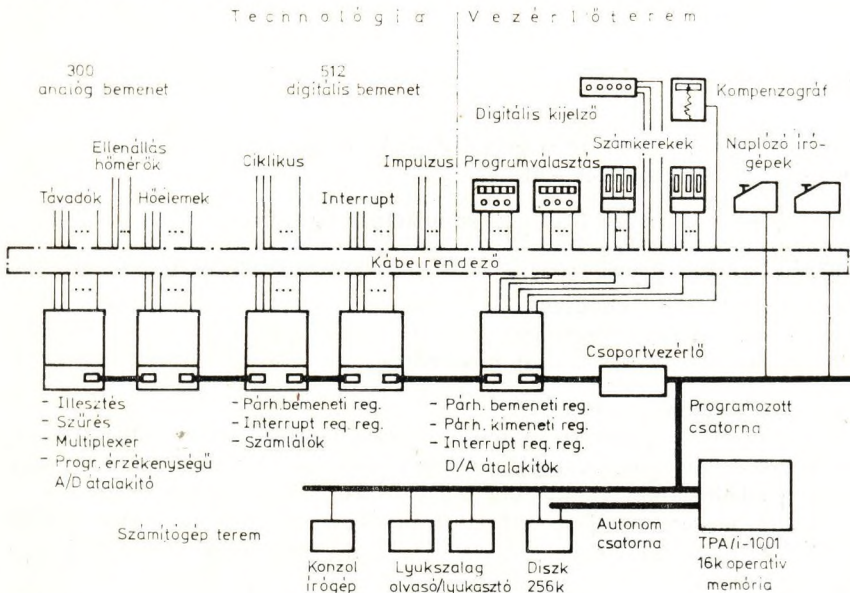 Technológia Vezérlőterem
300
analóg bemenet
512
digitális bemenet
Digitális kijelző
Kompenzográf
Ellenállás
hőmérők
Ciklikus
Impulzus
Programválasztás
Számkerekek
Naplózó író-
gépek
Távadók
Hőelemek
Interrupt
Kábelrendező
Csoportvezérlő
- Illesztés
- Szűrés
- Multiplexer
- Progr. érzékenységű
A/D átalakító
- Párh. bemeneti reg.
- Interrupt req. reg.
- Számlálók
- Párh. bemeneti reg.
- Párh. kimeneti reg.
- Interrupt req. reg.
D/A átalakítók
Programozott
csatorna
Számítógép terem
Autonom
csatorna
Konzol
írógép
Lyukszalag
olvasó/lyukasztó
Diszk
256k
TPA/i-1001
16k operatív
memória